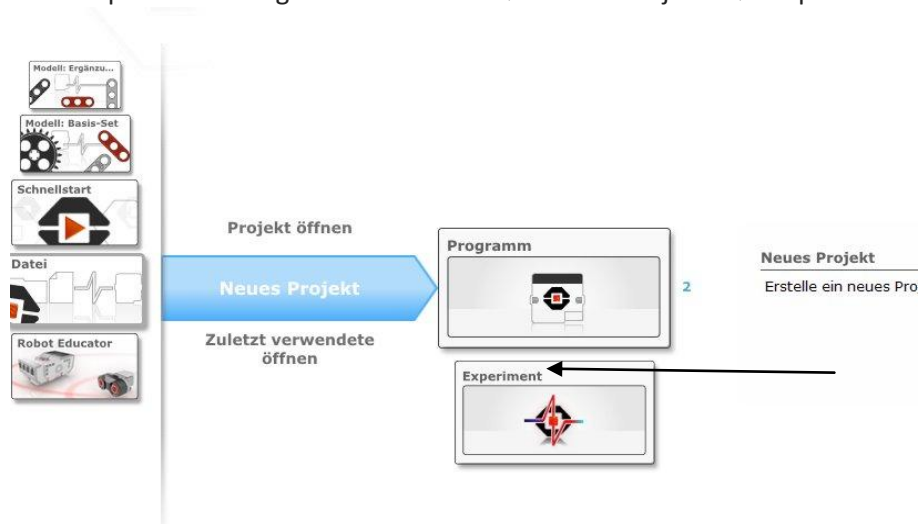 Modell: Ergänzu...
Modell: Basis-Set
Schnellstart
Datei
Robot Educator
Projekt öffnen
Neues Projekt
Zuletzt verwendete
öffnen
Programm
2
Experiment
Neues Projekt
Erstelle ein neues Pro